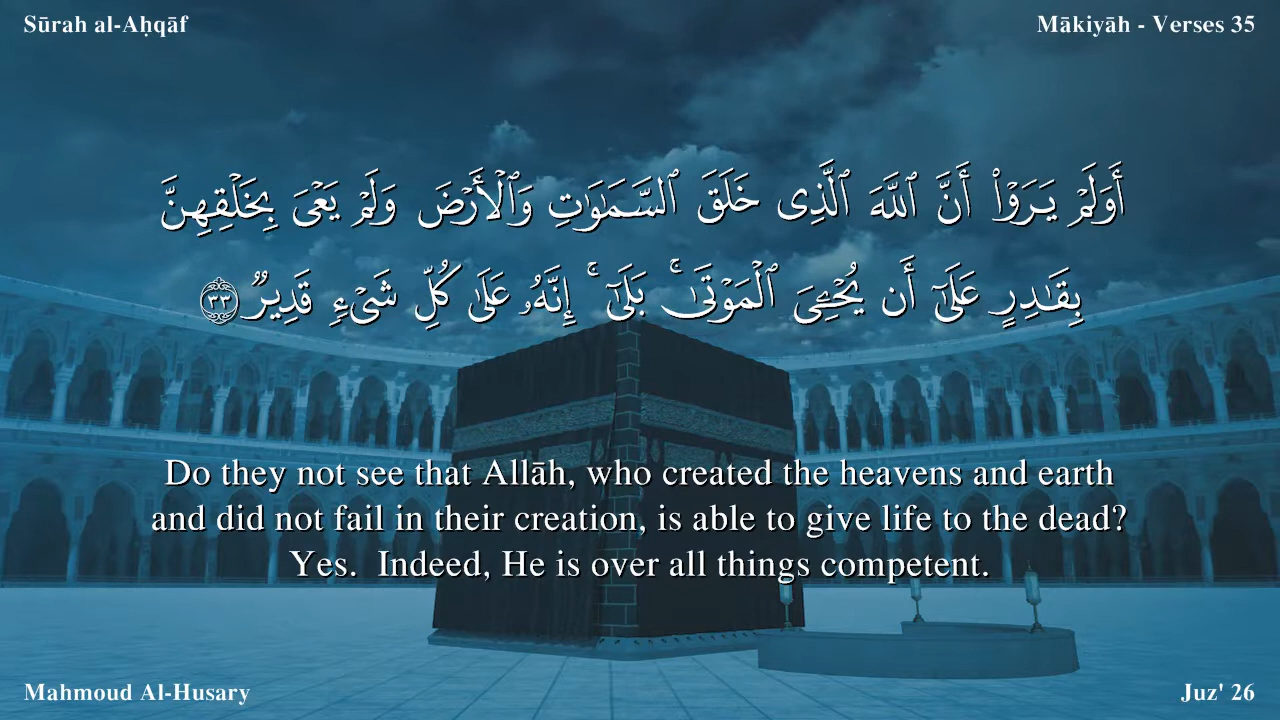 Sūrah al-Aḥqāf
Mākiyāh - Verses 35
أَوَلَمْ يَرَوْا۟ أَنَّ ٱللَّهَ ٱلَّذِى خَلَقَ ٱلسَّمَـٰوَٰتِ وَٱلْأَرْضَ وَلَمْ يَعْىَ بِخَلْقِهِنَّ
بِقَـٰدِرٍ عَلَىٰٓ أَن يُحْـِۧىَ ٱلْمَوْتَىٰ ۚ بَلَىٰٓ ۚ إِنَّهُۥ عَلَىٰ كُلِّ شَىْءٍ قَدِيرٌ ٣٣
Do they not see that Allāh, who created the heavens and earth
and did not fail in their creation, is able to give life to the dead?
Yes.  Indeed, He is over all things competent.
Mahmoud Al-Husary
Juz' 26